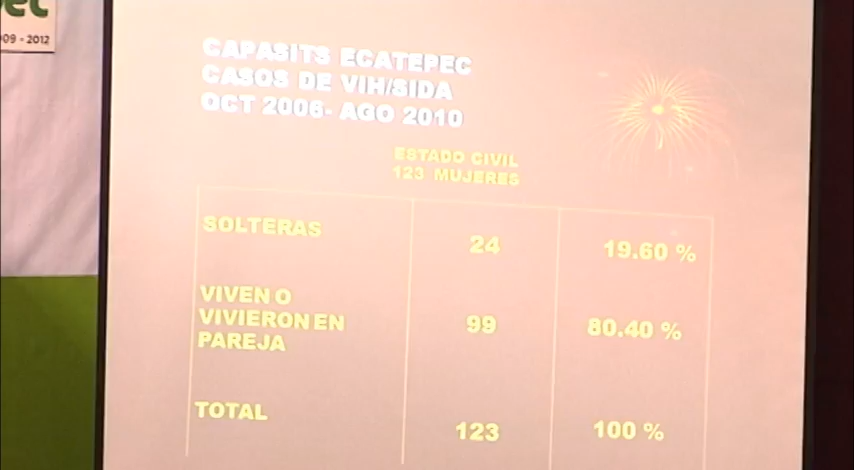 09 - 2012
CAPASITS ECATEPEC
CASOS DE VIH/SIDA
OCT 2006- AGO 2010
ESTADO CIVIL
123 MUJERES
SOLTERAS 24 19.60 %
VIVEN O
VIVIERON EN
PAREJA
99 80.40 %
TOTAL 123 100 %